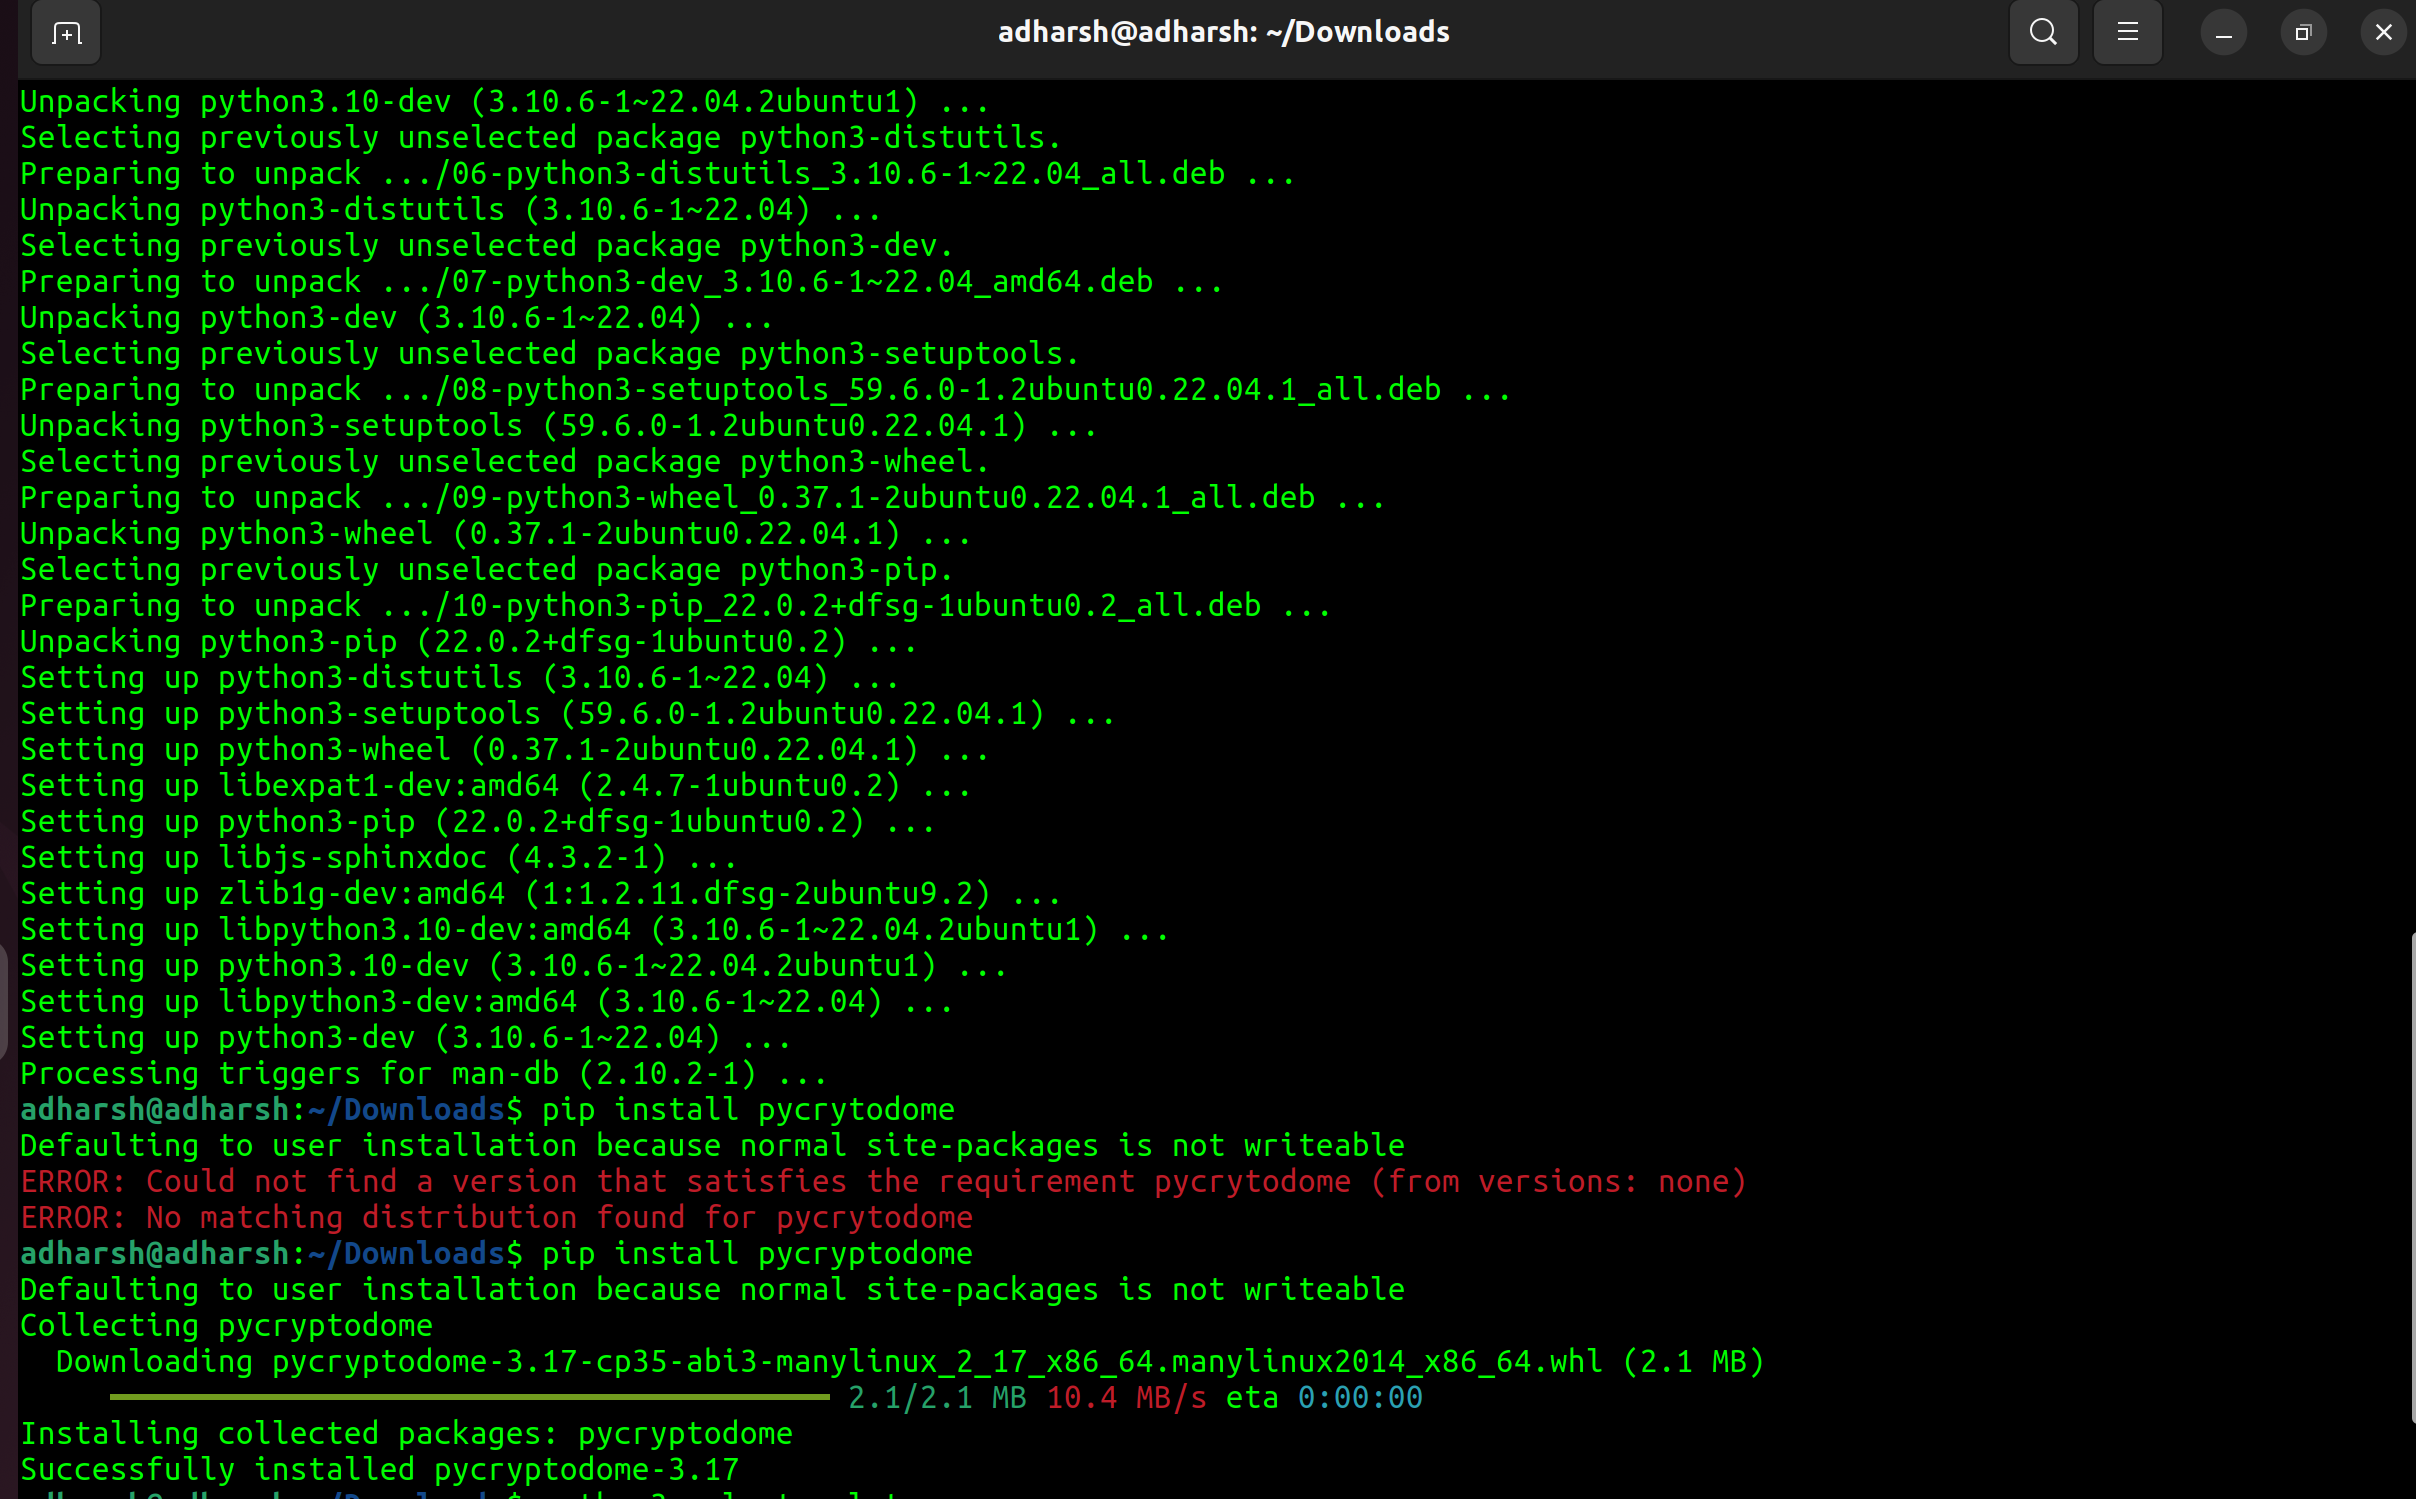 adharsh@adharsh: ~/Downloads
Unpacking python3.10-dev (3.10.6-1~22.04.2ubuntu1) ...
Selecting previously unselected package python3-distutils.
Preparing to unpack .../06-python3-distutils_3.10.6-1~22.04_all.deb ...
Unpacking python3-distutils (3.10.6-1~22.04) ...
Selecting previously unselected package python3-dev.
Preparing to unpack .../07-python3-dev_3.10.6-1~22.04_amd64.deb ...
Unpacking python3-dev (3.10.6-1~22.04) ...
Selecting previously unselected package python3-setuptools.
Preparing to unpack .../08-python3-setuptools_59.6.0-1.2ubuntu0.22.04.1_all.deb ...
Unpacking python3-setuptools (59.6.0-1.2ubuntu0.22.04.1) ...
Selecting previously unselected package python3-wheel.
Preparing to unpack .../09-python3-wheel_0.37.1-2ubuntu0.22.04.1_all.deb ...
Unpacking python3-wheel (0.37.1-2ubuntu0.22.04.1) ...
Selecting previously unselected package python3-pip.
Preparing to unpack .../10-python3-pip_22.0.2+dfsg-1ubuntu0.2_all.deb ...
Unpacking python3-pip (22.0.2+dfsg-1ubuntu0.2) ...
Setting up python3-distutils (3.10.6-1~22.04) ...
Setting up python3-setuptools (59.6.0-1.2ubuntu0.22.04.1) ...
Setting up python3-wheel (0.37.1-2ubuntu0.22.04.1) ...
Setting up libexpat1-dev:amd64 (2.4.7-1ubuntu0.2) ...
Setting up python3-pip (22.0.2+dfsg-1ubuntu0.2) ...
Setting up libjs-sphinxdoc (4.3.2-1) ...
Setting up zlib1g-dev:amd64 (1:1.2.11.dfsg-2ubuntu9.2) ...
Setting up libpython3.10-dev:amd64 (3.10.6-1~22.04.2ubuntu1) ...
Setting up python3.10-dev (3.10.6-1~22.04.2ubuntu1) ...
Setting up libpython3-dev:amd64 (3.10.6-1~22.04) ...
Setting up python3-dev (3.10.6-1~22.04) ...
Processing triggers for man-db (2.10.2-1) ...
adharsh@adharsh:~/Downloads$ pip install pycrytodome
Defaulting to user installation because normal site-packages is not writeable
ERROR: Could not find a version that satisfies the requirement pycrytodome (from versions: none)
ERROR: No matching distribution found for pycrytodome
adharsh@adharsh:~/Downloads$ pip install pycryptodome
Defaulting to user installation because normal site-packages is not writeable
Collecting pycryptodome
  Downloading pycryptodome-3.17-cp35-abi3-manylinux_2_17_x86_64.manylinux2014_x86_64.whl (2.1 MB)
2.1/2.1 MB 10.4 MB/s eta 0:00:00
Installing collected packages: pycryptodome
Successfully installed pycryptodome-3.17